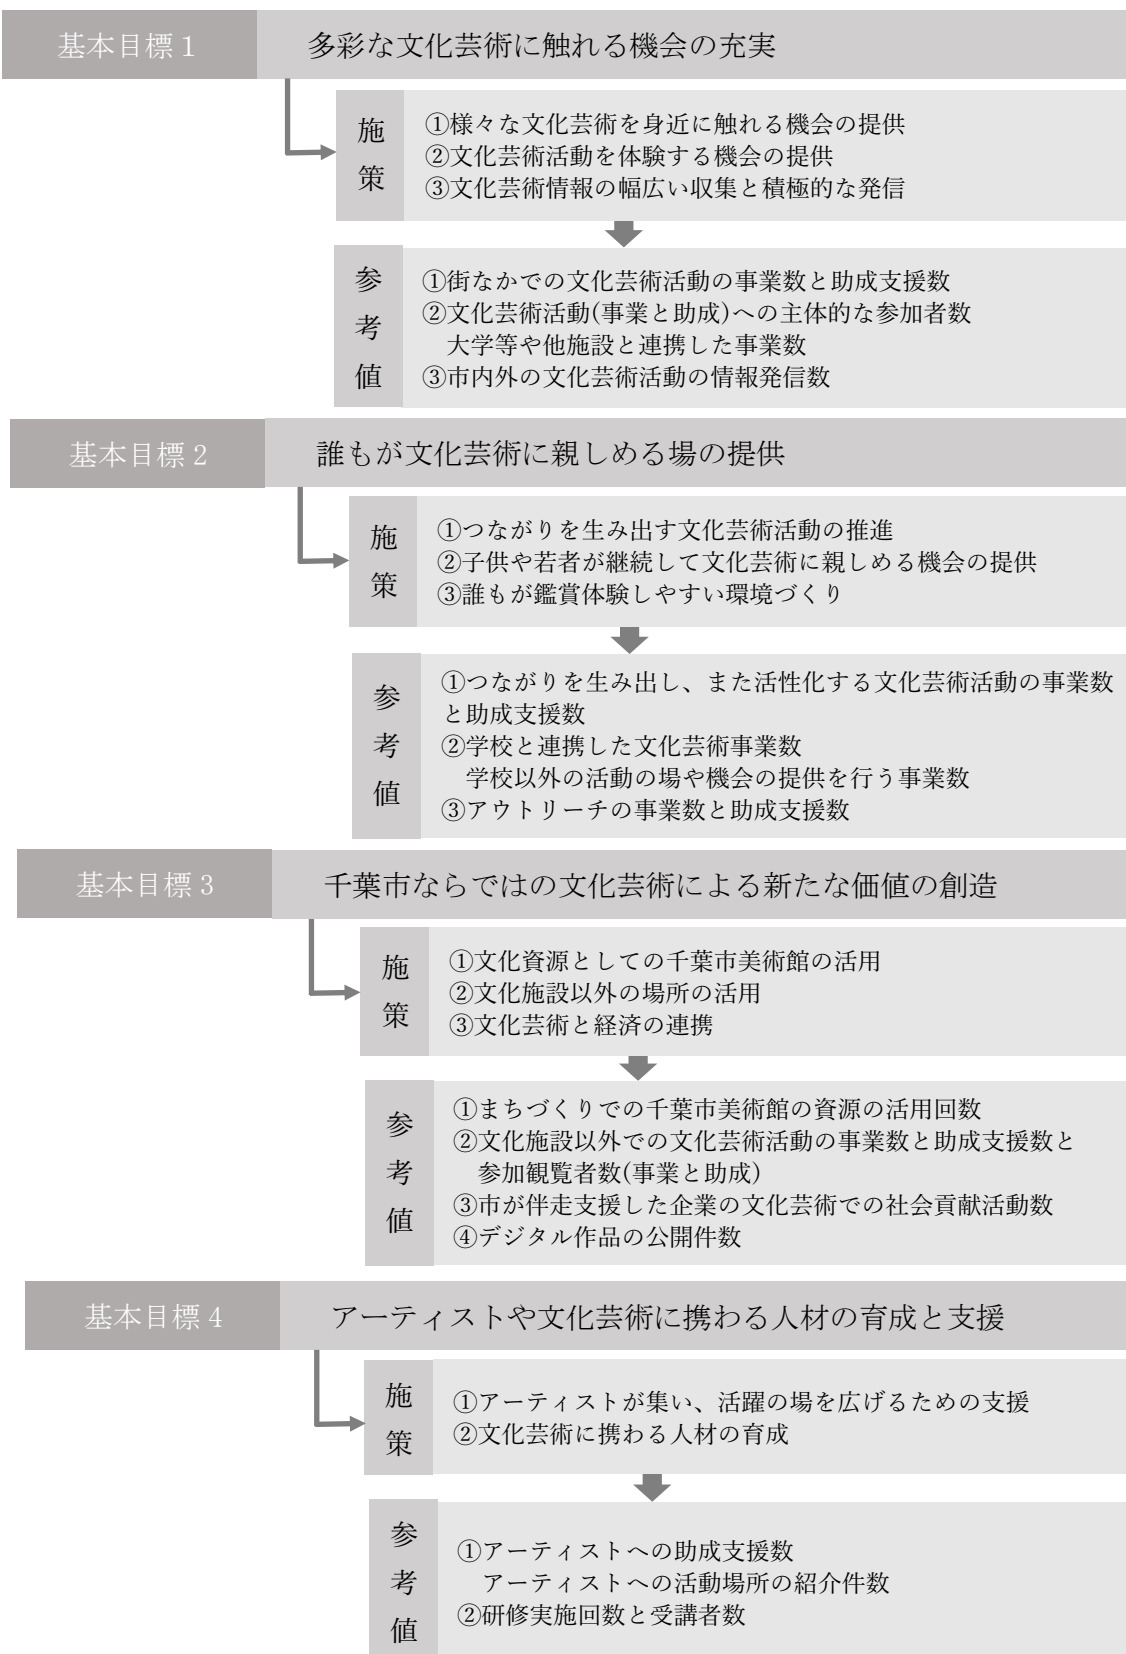 基本目標１ 多彩な文化芸術に触れる機会の充実
施策
①様々な文化芸術を身近に触れる機会の提供
②文化芸術活動を体験する機会の提供
③文化芸術情報の幅広い収集と積極的な発信
参考値
①街なかでの文化芸術活動の事業数と助成支援数
②文化芸術活動(事業と助成)への主体的な参加者数
大学等や他施設と連携した事業数
③市内外の文化芸術活動の情報発信数
基本目標２ 誰もが文化芸術に親しめる場の提供
施策
①つながりを生み出す文化芸術活動の推進
②子供や若者が継続して文化芸術に親しめる機会の提供
③誰もが鑑賞体験しやすい環境づくり
参考値
①つながりを生み出し、また活性化する文化芸術活動の事業数
と助成支援数
②学校と連携した文化芸術事業数
学校以外の活動の場や機会の提供を行う事業数
③アウトリーチの事業数と助成支援数
基本目標３ 千葉市ならではの文化芸術による新たな価値の創造
施策
①文化資源としての千葉市美術館の活用
②文化施設以外の場所の活用
③文化芸術と経済の連携
参考値
①まちづくりでの千葉市美術館の資源の活用回数
②文化施設以外での文化芸術活動の事業数と助成支援数と
参加観覧者数(事業と助成)
③市が伴走支援した企業の文化芸術での社会貢献活動数
④デジタル作品の公開件数
基本目標４ アーティストや文化芸術に携わる人材の育成と支援
施策
①アーティストが集い、活躍の場を広げるための支援
②文化芸術に携わる人材の育成
参考値
①アーティストへの助成支援数
アーティストへの活動場所の紹介件数
②研修実施回数と受講者数